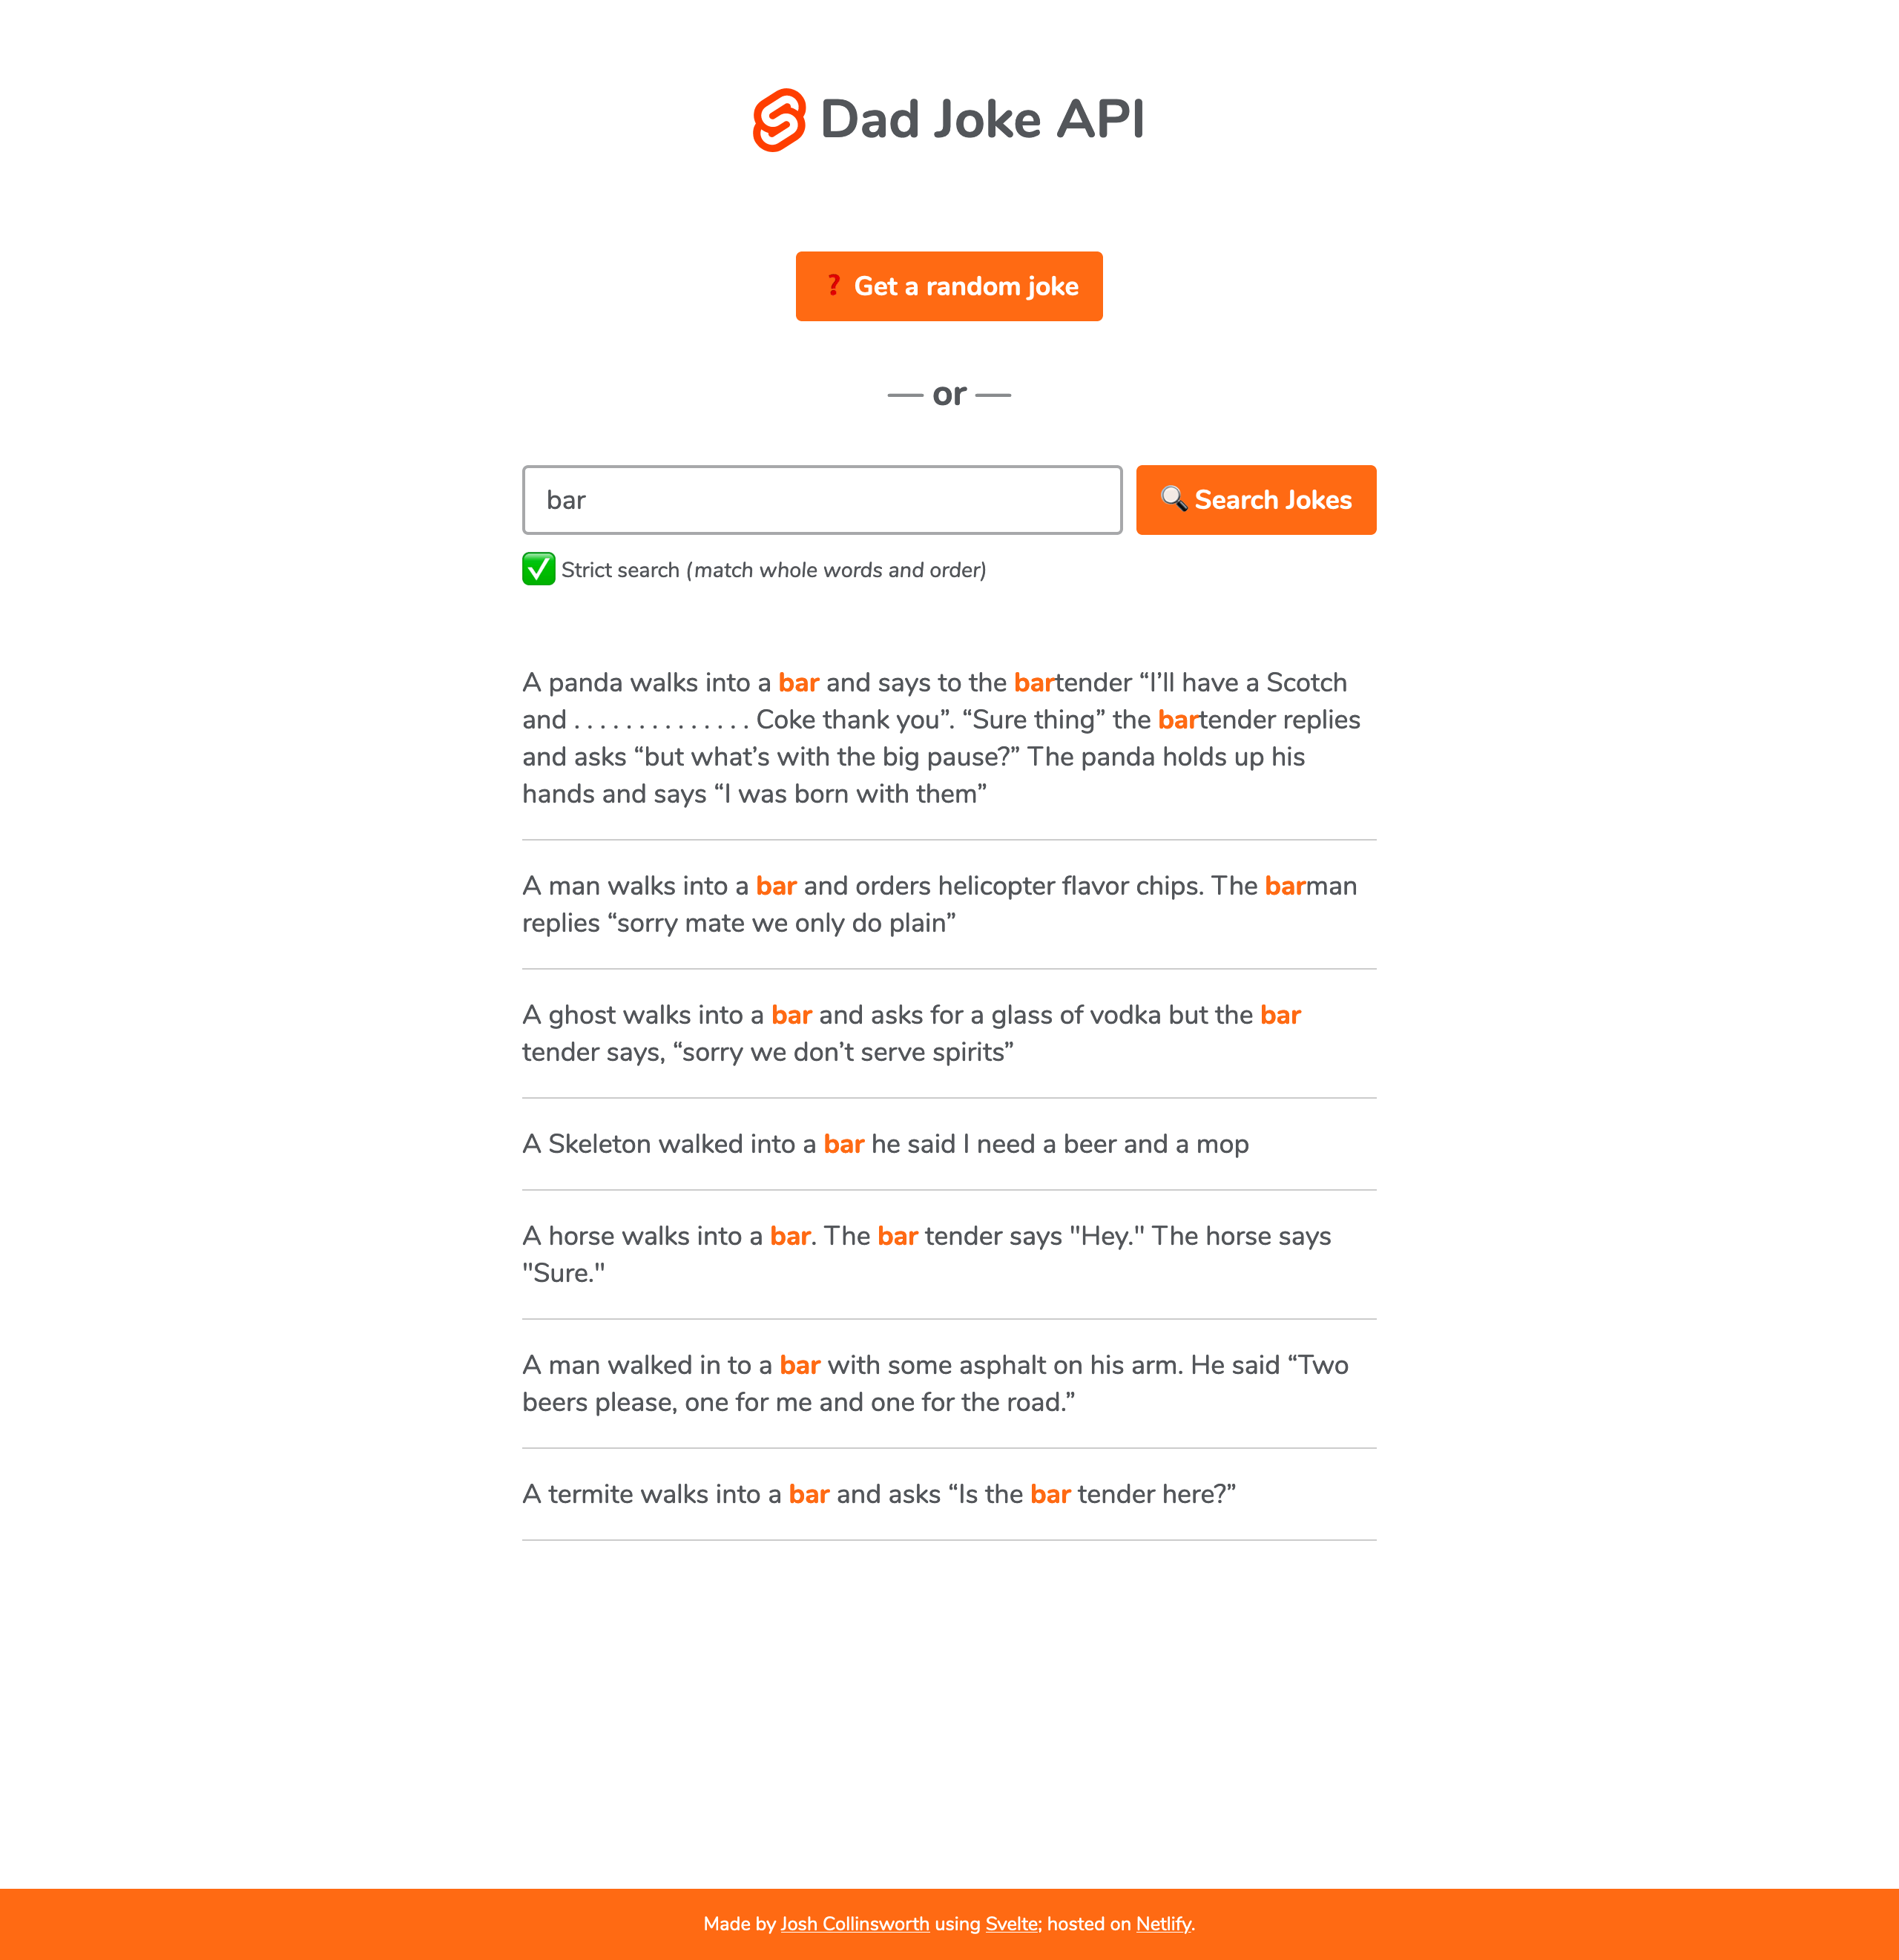 Dad Joke API
❓ Get a random joke
— or —
bar
🔍 Search Jokes
✅ Strict search (match whole words and order)
A panda walks into a bar and says to the bartender “I’ll have a Scotch
and . . . . . . . . . . . . . . Coke thank you”. “Sure thing” the bartender replies
and asks “but what’s with the big pause?” The panda holds up his
hands and says “I was born with them”
A man walks into a bar and orders helicopter flavor chips. The barman
replies “sorry mate we only do plain”
A ghost walks into a bar and asks for a glass of vodka but the bar
tender says, “sorry we don’t serve spirits”
A Skeleton walked into a bar he said I need a beer and a mop
A horse walks into a bar. The bar tender says "Hey." The horse says
"Sure."
A man walked in to a bar with some asphalt on his arm. He said “Two
beers please, one for me and one for the road.”
A termite walks into a bar and asks “Is the bar tender here?”
Made by Josh Collinsworth using Svelte; hosted on Netlify.